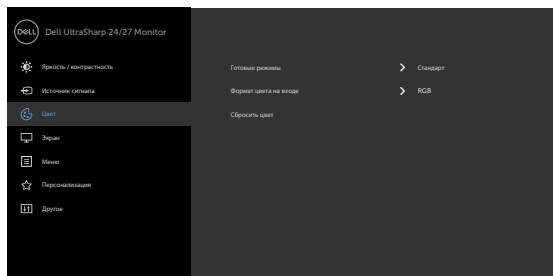 DELL Dell UltraSharp 24/27 Monitor
Яркость / контрастность
Готовые режимы Стандарт
Источник сигнала
Формат цвета на входе RGB
Цвет
Сбросить цвет
Экран
Меню
Персонализация
Другое